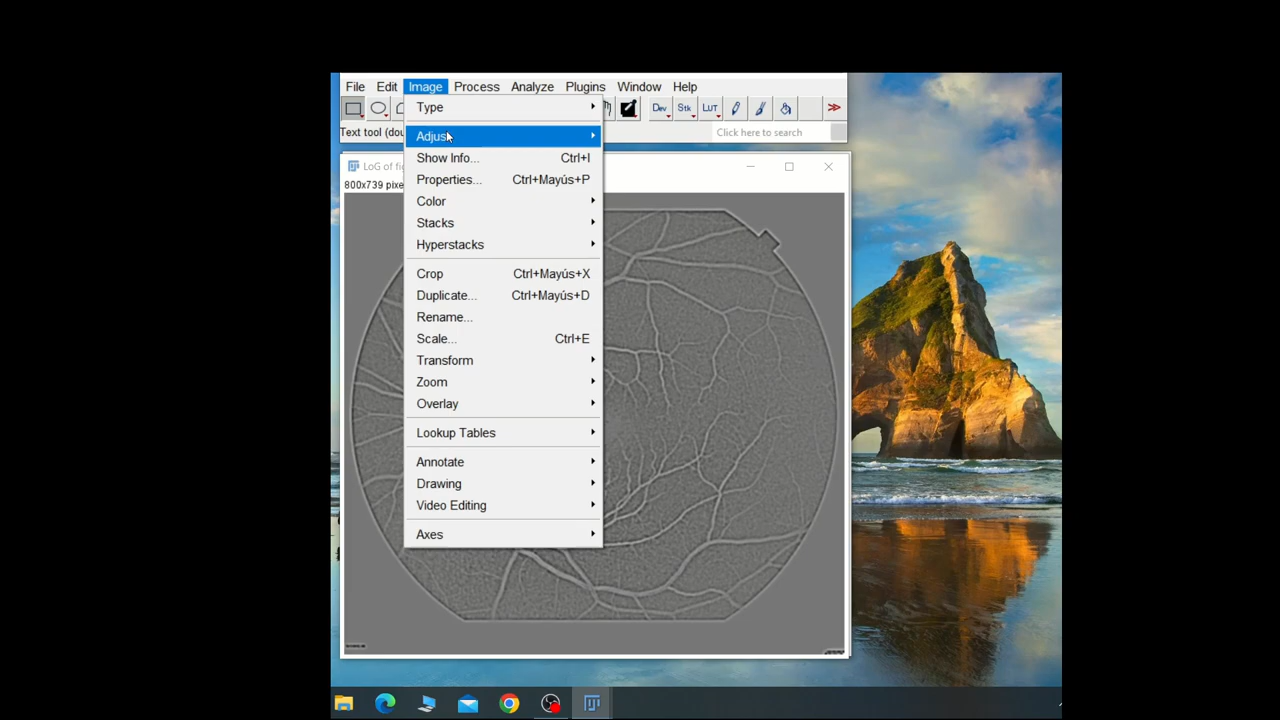 File Edit Image Process Analyze Plugins Window Help
Dev Stk LUT
Text tool (dou
Click here to search
Type
Adjus
LoG of fi
Show Info... Ctrl+I
800x739 pixe
Properties... Ctrl+Mayús+P
Color
Stacks
Hyperstacks
Crop Ctrl+Mayús+X
Duplicate... Ctrl+Mayús+D
Rename...
Scale... Ctrl+E
Transform
Zoom
Overlay
Lookup Tables
Annotate
Drawing
Video Editing
Axes